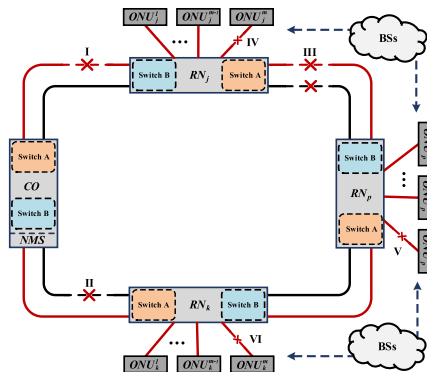 ONU_j^1 ONU_j^{m-1} ONU_j^m
...
I IV III BSs
Switch B RN_j Switch A
Switch A
CO
Switch B
NMS
Switch B
RN_p
Switch A
...
V
II
Switch A RN_k Switch B
VI
BSs
...
ONU_k^1 ONU_k^{m-1} ONU_k^m